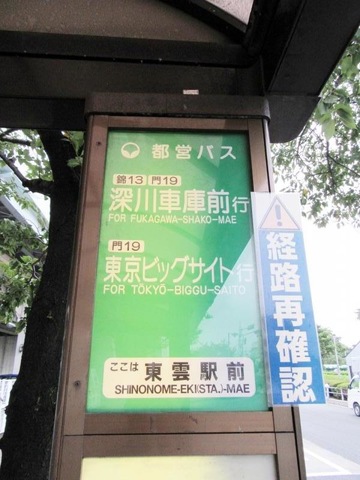 都営バス
錦13 門19
深川車庫前行
FOR FUKAGAWA-SHAKO-MAE
門19
東京ビッグサイト行
FOR TŌKYŌ-BIGGU-SAITO
ここは 東雲駅前
SHINONOME-EKI(STA.)-MAE
経路再確認